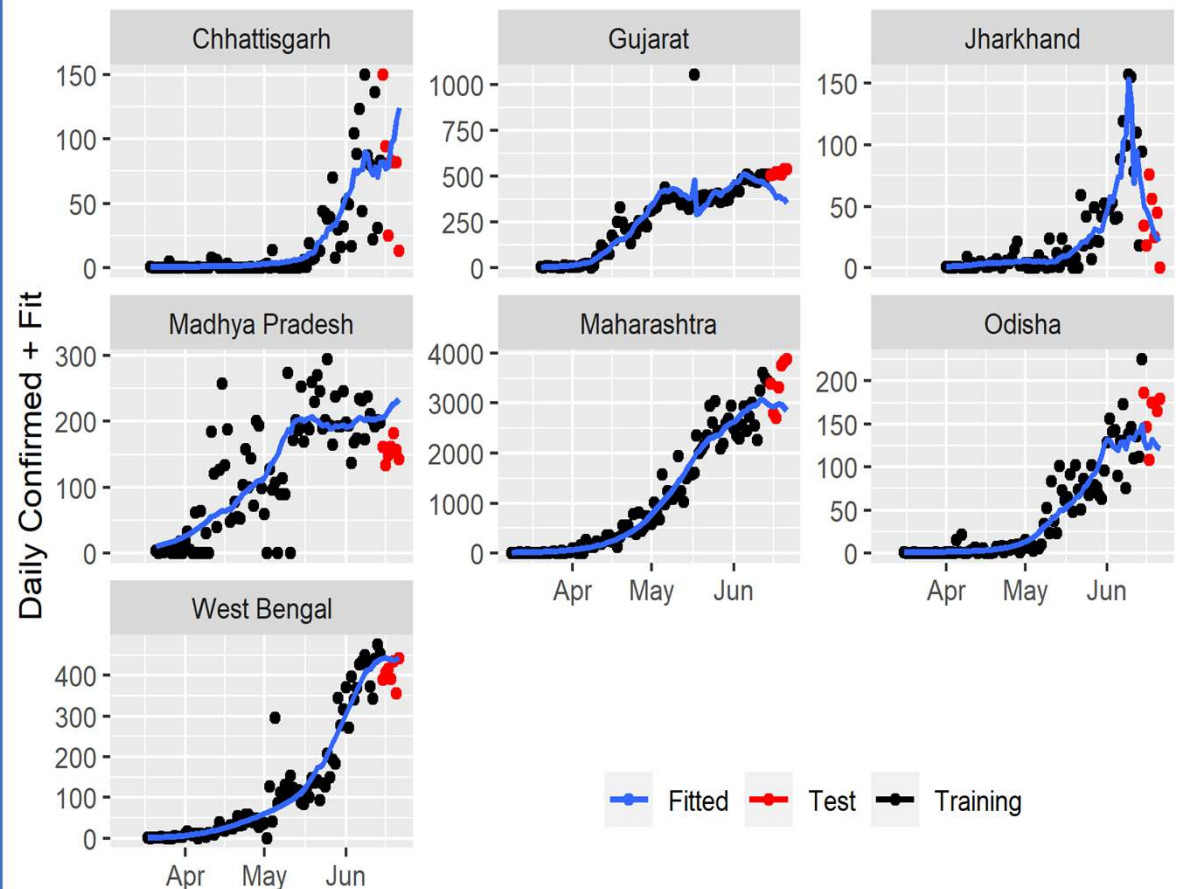 Daily Confirmed + Fit
Chhattisgarh
150
100
50
0
Gujarat
1000
750
500
250
0
Jharkhand
150
100
50
0
Madhya Pradesh
300
200
100
0
Maharashtra
4000
3000
2000
1000
0
Apr May Jun
Odisha
200
150
100
50
0
Apr May Jun
West Bengal
400
300
200
100
0
Apr May Jun
Fitted Test Training